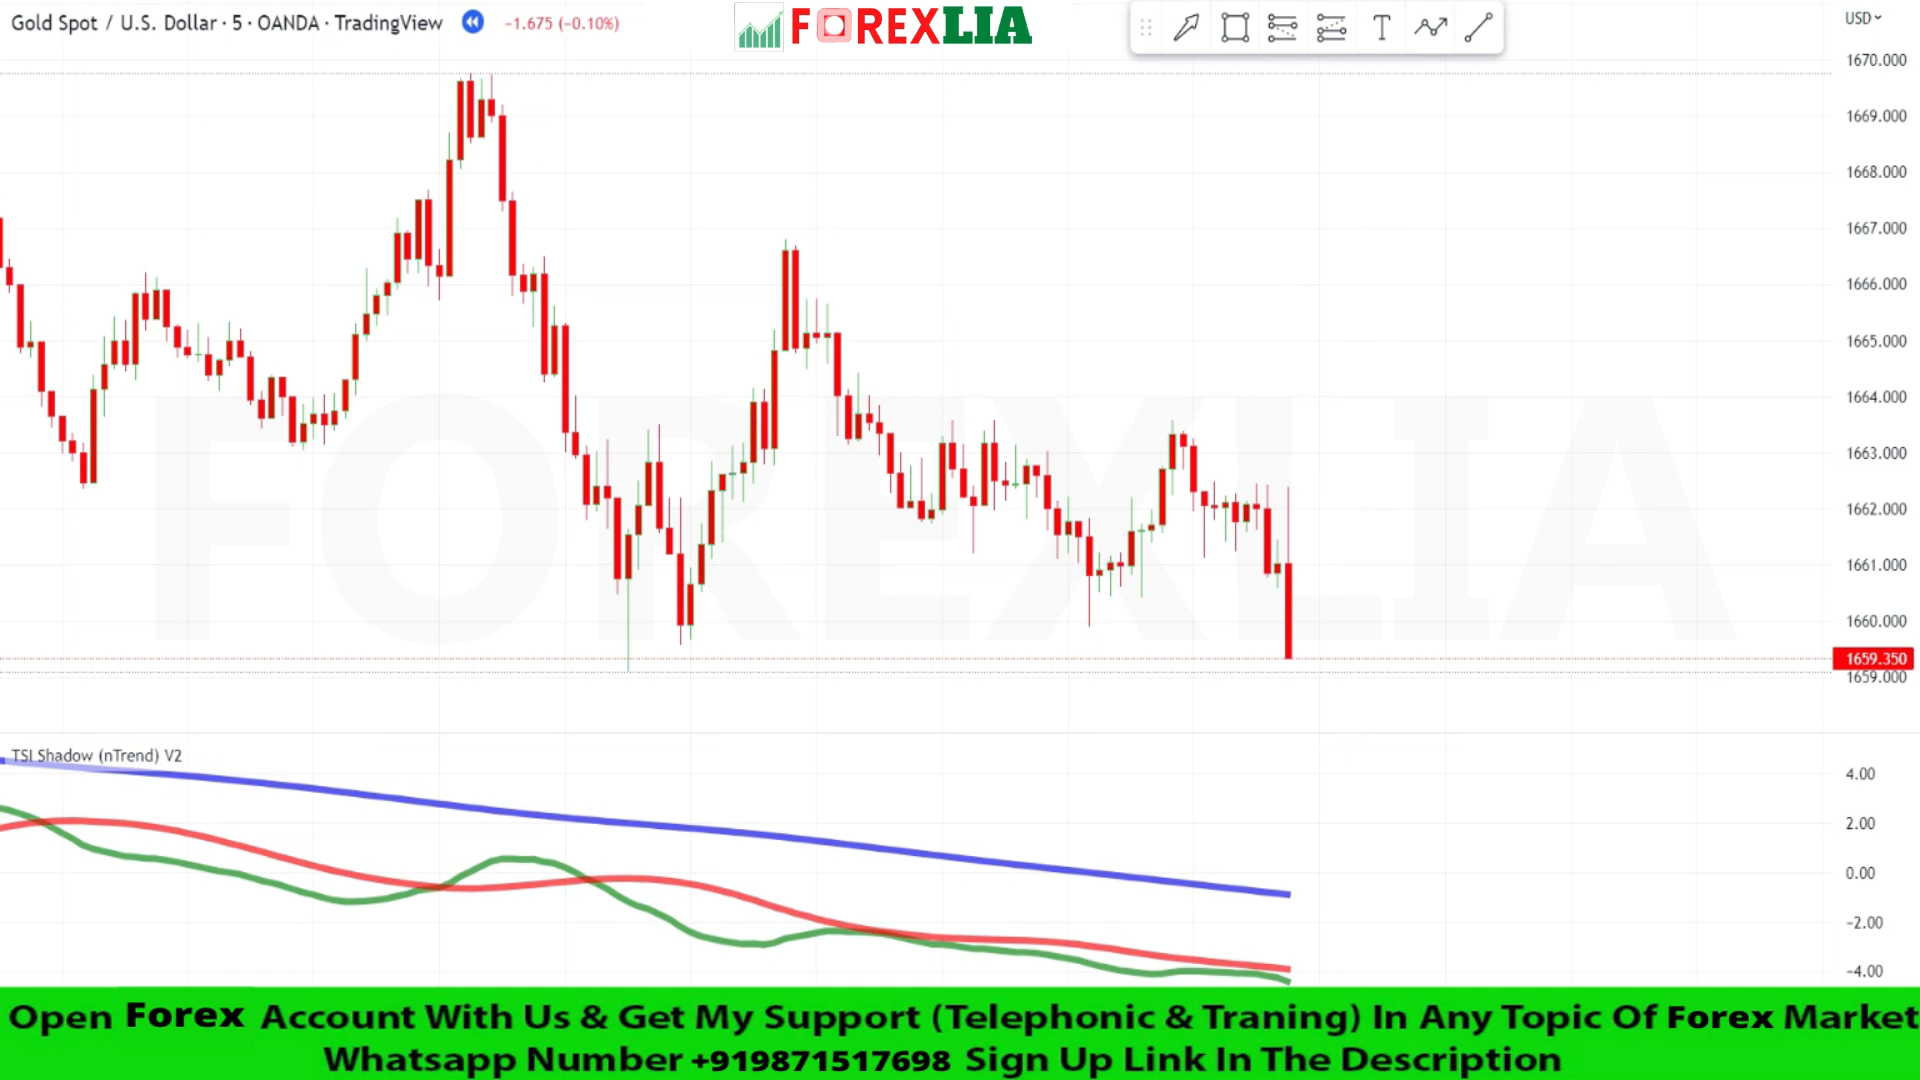 Gold Spot / U.S. Dollar · 5 · OANDA · TradingView −1.675 (−0.10%)
FOREXLIA
T
USD
1670.000
1669.000
1668.000
1667.000
1666.000
1665.000
1664.000
1663.000
1662.000
1661.000
1660.000
1659.350
1659.000
FOREXLIA
TSI Shadow (nTrend) V2
4.00
2.00
0.00
−2.00
−4.00
Open Forex Account With Us & Get My Support (Telephonic & Traning) In Any Topic Of Forex Market
Whatsapp Number +919871517698 Sign Up Link In The Description